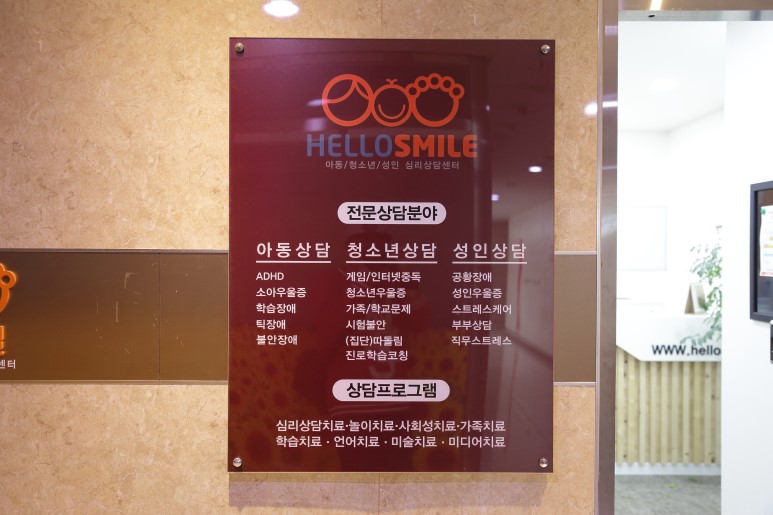 HELLOSMILE
아동/청소년/성인 심리상담센터
전문상담분야
아동상담
ADHD
소아우울증
학습장애
틱장애
불안장애
청소년상담
게임/인터넷중독
청소년우울증
가족/학교문제
시험불안
(집단)따돌림
진로학습코칭
성인상담
공황장애
성인우울증
스트레스케어
부부상담
직무스트레스
상담프로그램
심리상담치료·놀이치료·사회성치료·가족치료
학습치료 · 언어치료 · 미술치료 · 미디어치료
센터
www.hello